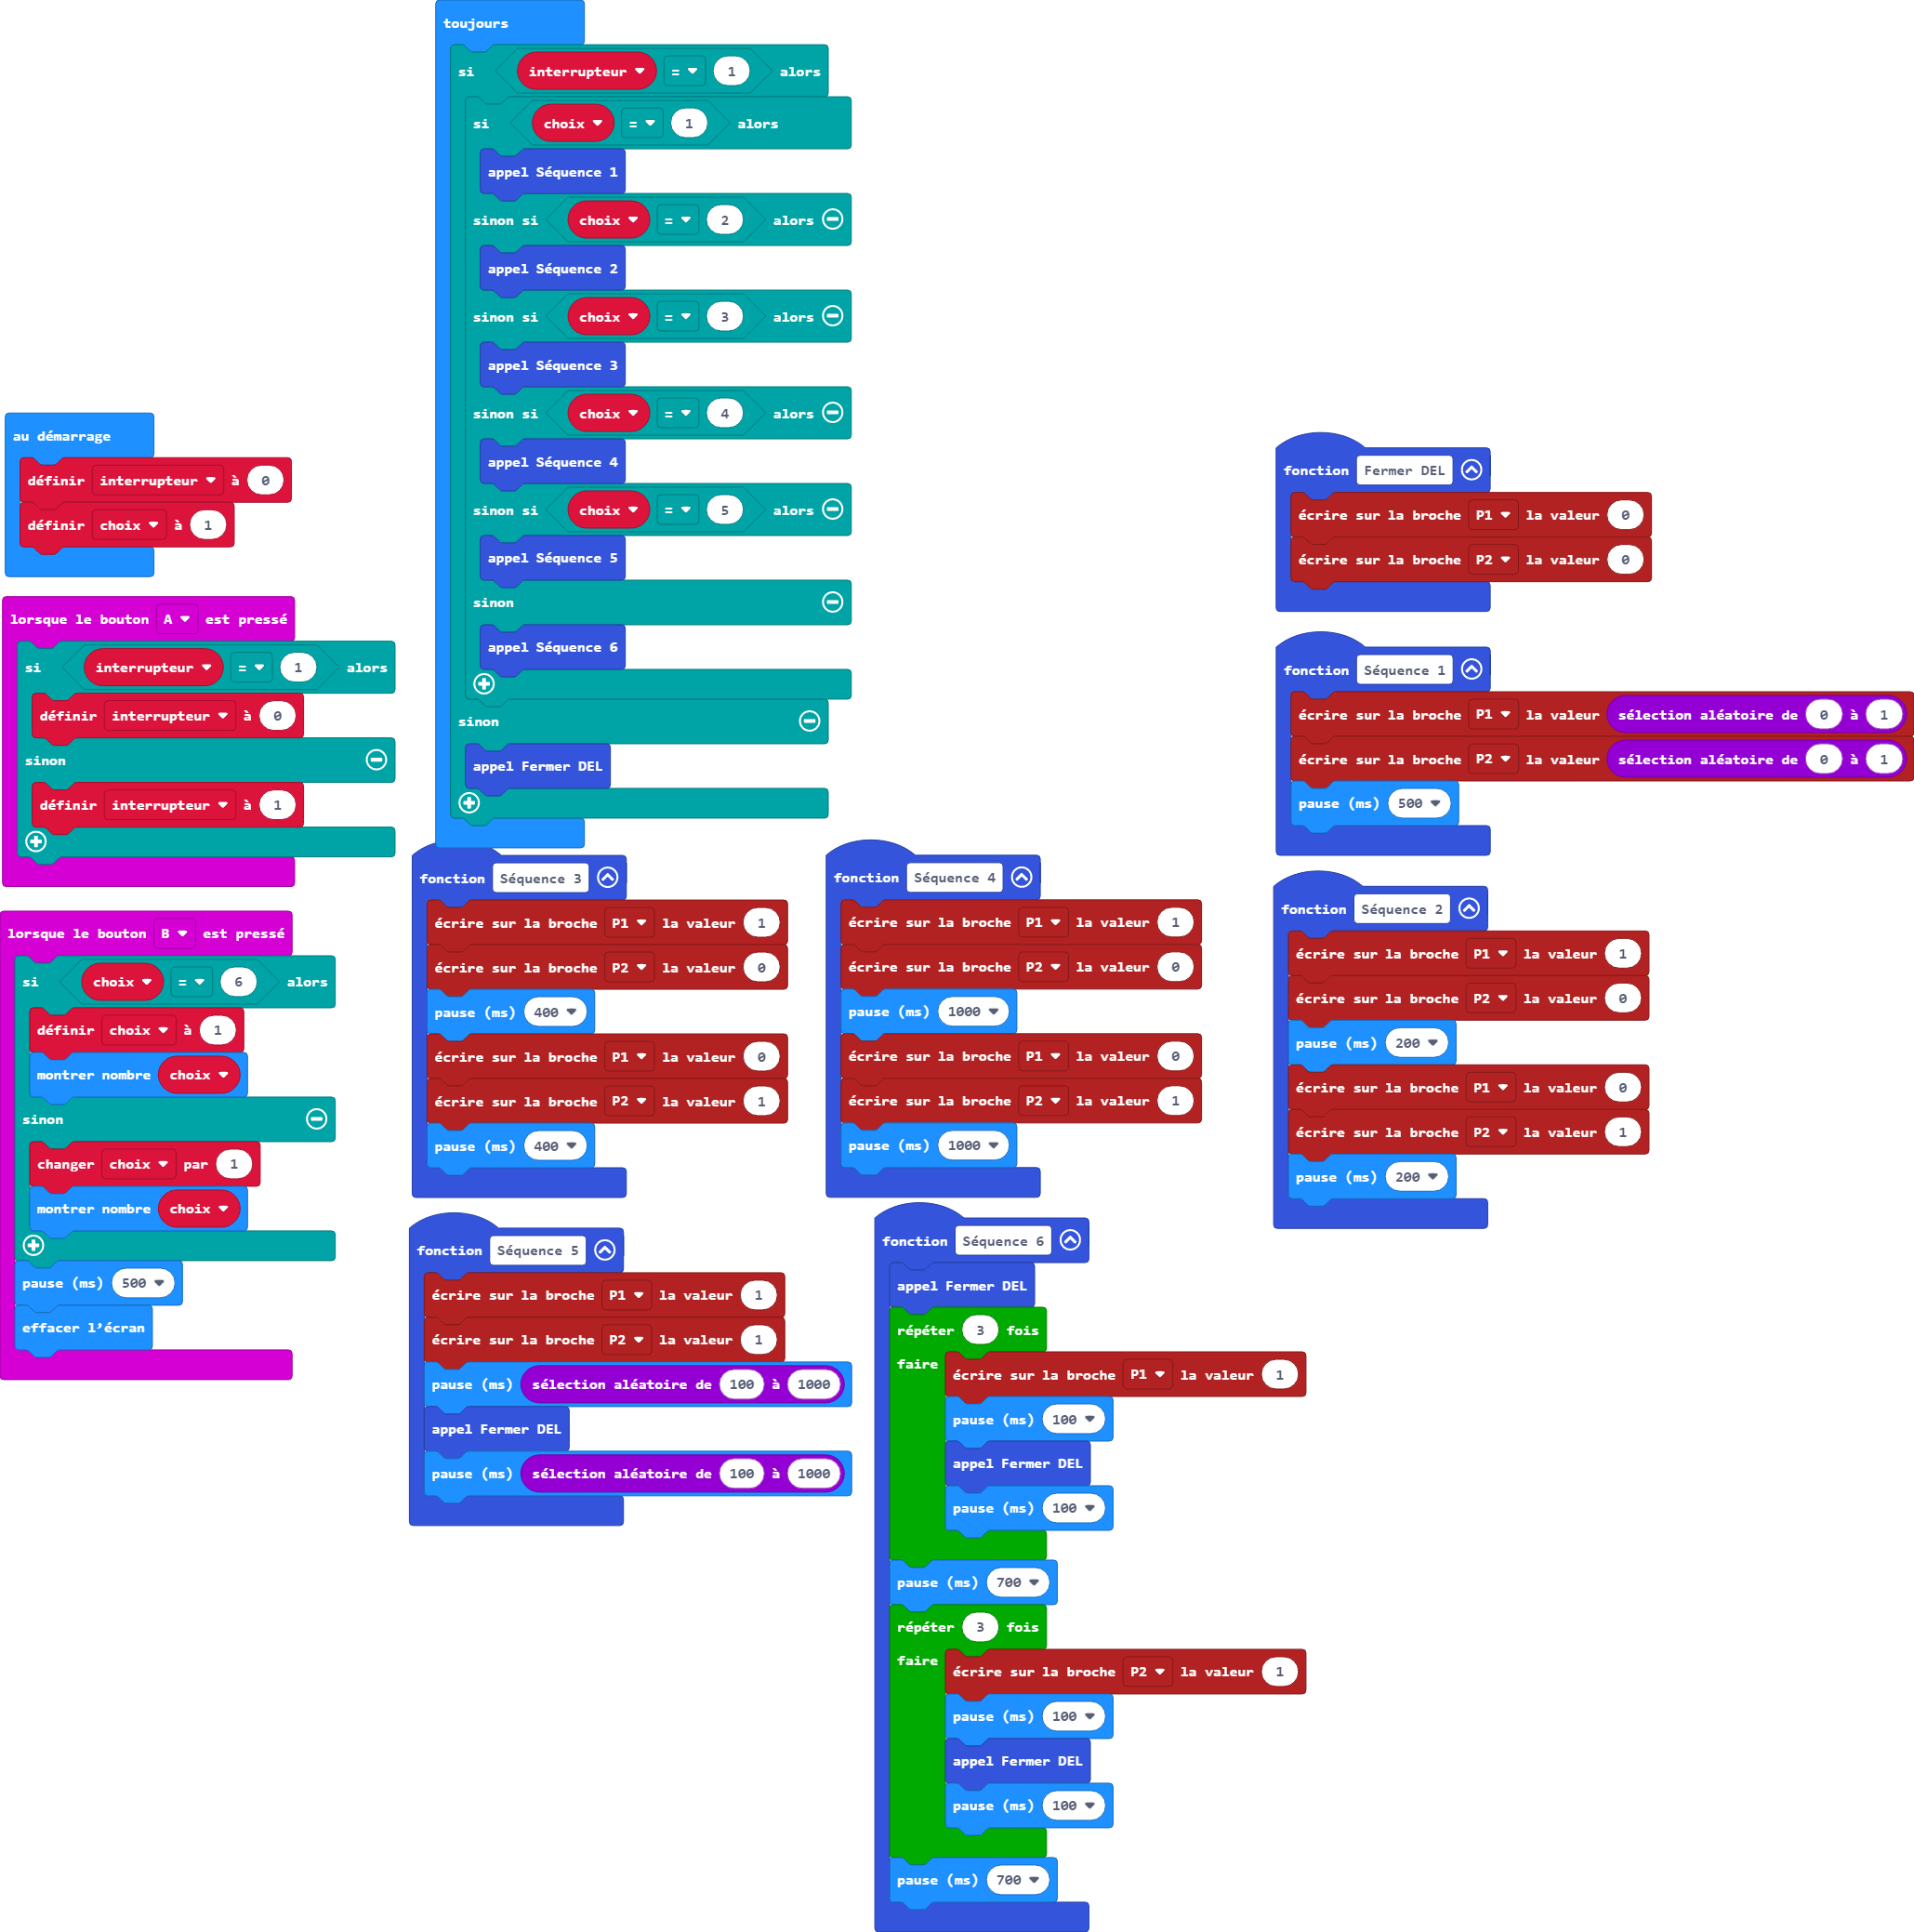 toujours
si interrupteur = 1 alors
si choix = 1 alors
appel Séquence 1
sinon si choix = 2 alors
appel Séquence 2
sinon si choix = 3 alors
appel Séquence 3
sinon si choix = 4 alors
appel Séquence 4
sinon si choix = 5 alors
appel Séquence 5
sinon
appel Séquence 6
sinon
appel Fermer DEL
au démarrage
définir interrupteur à 0
définir choix à 1
lorsque le bouton A est pressé
si interrupteur = 1 alors
définir interrupteur à 0
sinon
définir interrupteur à 1
lorsque le bouton B est pressé
si choix = 6 alors
définir choix à 1
montrer nombre choix
sinon
changer choix par 1
montrer nombre choix
pause (ms) 500
effacer l’écran
fonction Fermer DEL
écrire sur la broche P1 la valeur 0
écrire sur la broche P2 la valeur 0
fonction Séquence 1
écrire sur la broche P1 la valeur sélection aléatoire de 0 à 1
écrire sur la broche P2 la valeur sélection aléatoire de 0 à 1
pause (ms) 500
fonction Séquence 2
écrire sur la broche P1 la valeur 1
écrire sur la broche P2 la valeur 0
pause (ms) 200
écrire sur la broche P1 la valeur 0
écrire sur la broche P2 la valeur 1
pause (ms) 200
fonction Séquence 3
écrire sur la broche P1 la valeur 1
écrire sur la broche P2 la valeur 0
pause (ms) 400
écrire sur la broche P1 la valeur 0
écrire sur la broche P2 la valeur 1
pause (ms) 400
fonction Séquence 4
écrire sur la broche P1 la valeur 1
écrire sur la broche P2 la valeur 0
pause (ms) 1000
écrire sur la broche P1 la valeur 0
écrire sur la broche P2 la valeur 1
pause (ms) 1000
fonction Séquence 5
écrire sur la broche P1 la valeur 1
écrire sur la broche P2 la valeur 1
pause (ms) sélection aléatoire de 100 à 1000
appel Fermer DEL
pause (ms) sélection aléatoire de 100 à 1000
fonction Séquence 6
appel Fermer DEL
répéter 3 fois
faire écrire sur la broche P1 la valeur 1
pause (ms) 100
appel Fermer DEL
pause (ms) 100
pause (ms) 700
répéter 3 fois
faire écrire sur la broche P2 la valeur 1
pause (ms) 100
appel Fermer DEL
pause (ms) 100
pause (ms) 700